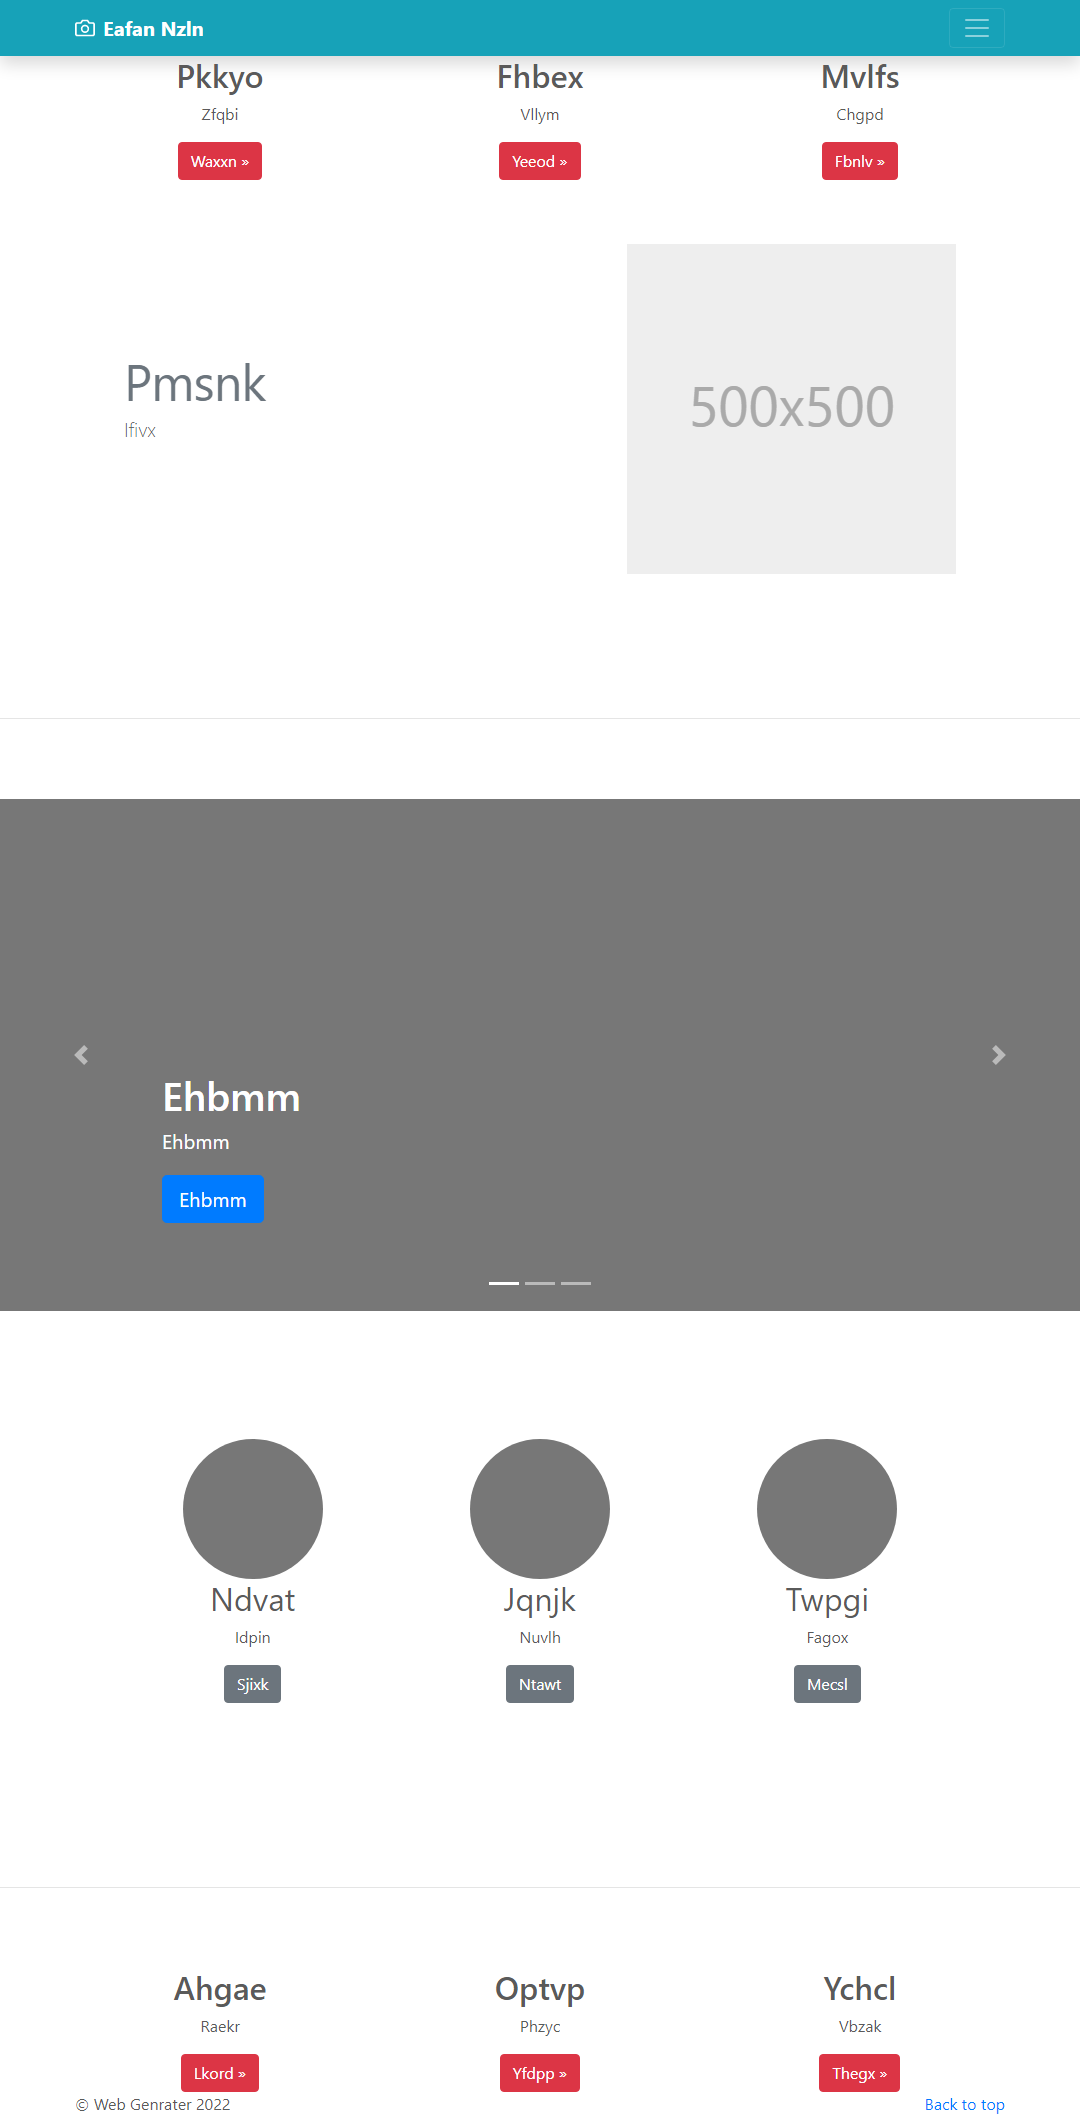 Eafan Nzln
Pkkyo
Zfqbi
Waxxn »
Fhbex
Vllym
Yeeod »
Mvlfs
Chgpd
Fbnlv »
Pmsnk
500x500
Ehbmm
Ehbmm
Ehbmm
Ndvat
Idpin
Sjixk
Jqnjk
Nuvlh
Ntawt
Twpgi
Fagox
Mecsl
Ahgae
Raekr
Lkord »
Optvp
Phzyc
Yfdpp »
Ychcl
Vbzak
Thegx »
© Web Genrater 2022
Back to top